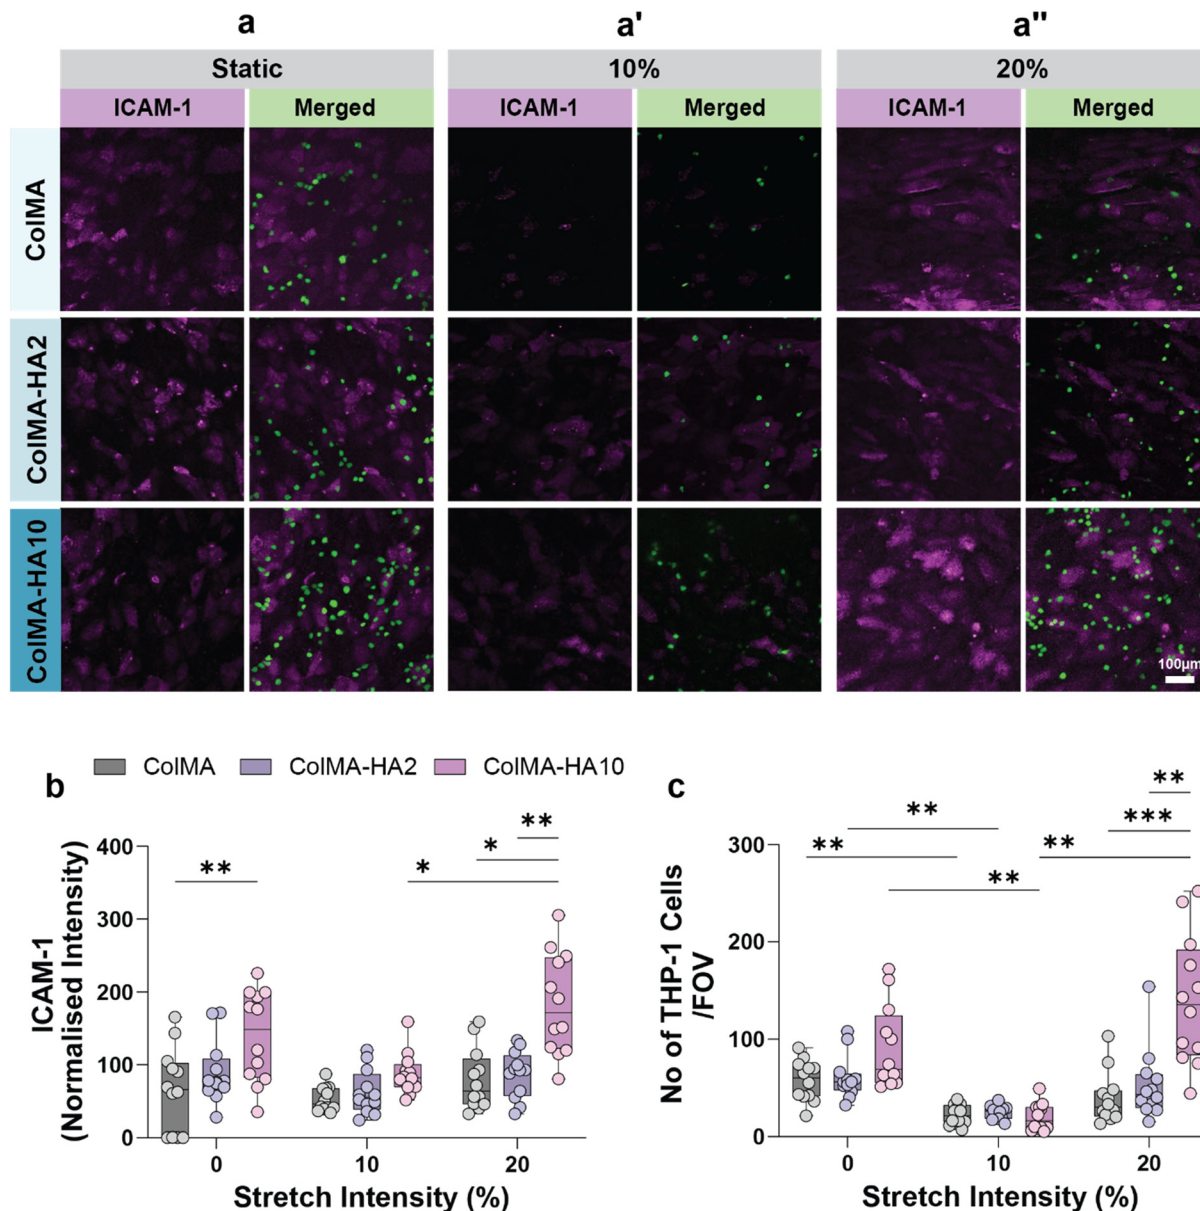 a a' a"
Static 10% 20%
ICAM-1 Merged ICAM-1 Merged ICAM-1 Merged
ColMA
ColMA-HA2
ColMA-HA10
100µm
ColMA ColMA-HA2 ColMA-HA10
b
ICAM-1
(Normalised Intensity)
400
300
200
100
0
** * * **
0 10 20
Stretch Intensity (%)
c
No of THP-1 Cells
/FOV
300
200
100
0
** ** ** ** *** **
0 10 20
Stretch Intensity (%)